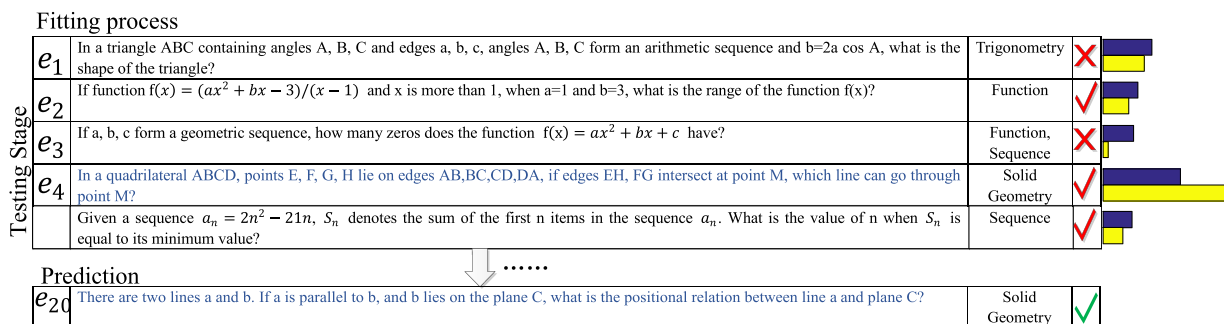 Fitting process
Testing Stage
e1 In a triangle ABC containing angles A, B, C and edges a, b, c, angles A, B, C form an arithmetic sequence and b=2a cos A, what is the Trigonometry
shape of the triangle?
e2 If function f(x) = (ax² + bx − 3)/(x − 1) and x is more than 1, when a=1 and b=3, what is the range of the function f(x)? Function
e3 If a, b, c form a geometric sequence, how many zeros does the function f(x) = ax² + bx + c have? Function,
Sequence
e4 In a quadrilateral ABCD, points E, F, G, H lie on edges AB,BC,CD,DA, if edges EH, FG intersect at point M, which line can go through Solid
point M? Geometry
Given a sequence aₙ = 2n² − 21n, Sₙ denotes the sum of the first n items in the sequence aₙ. What is the value of n when Sₙ is Sequence
equal to its minimum value?
......
Prediction
e20 There are two lines a and b. If a is parallel to b, and b lies on the plane C, what is the positional relation between line a and plane C? Solid
Geometry